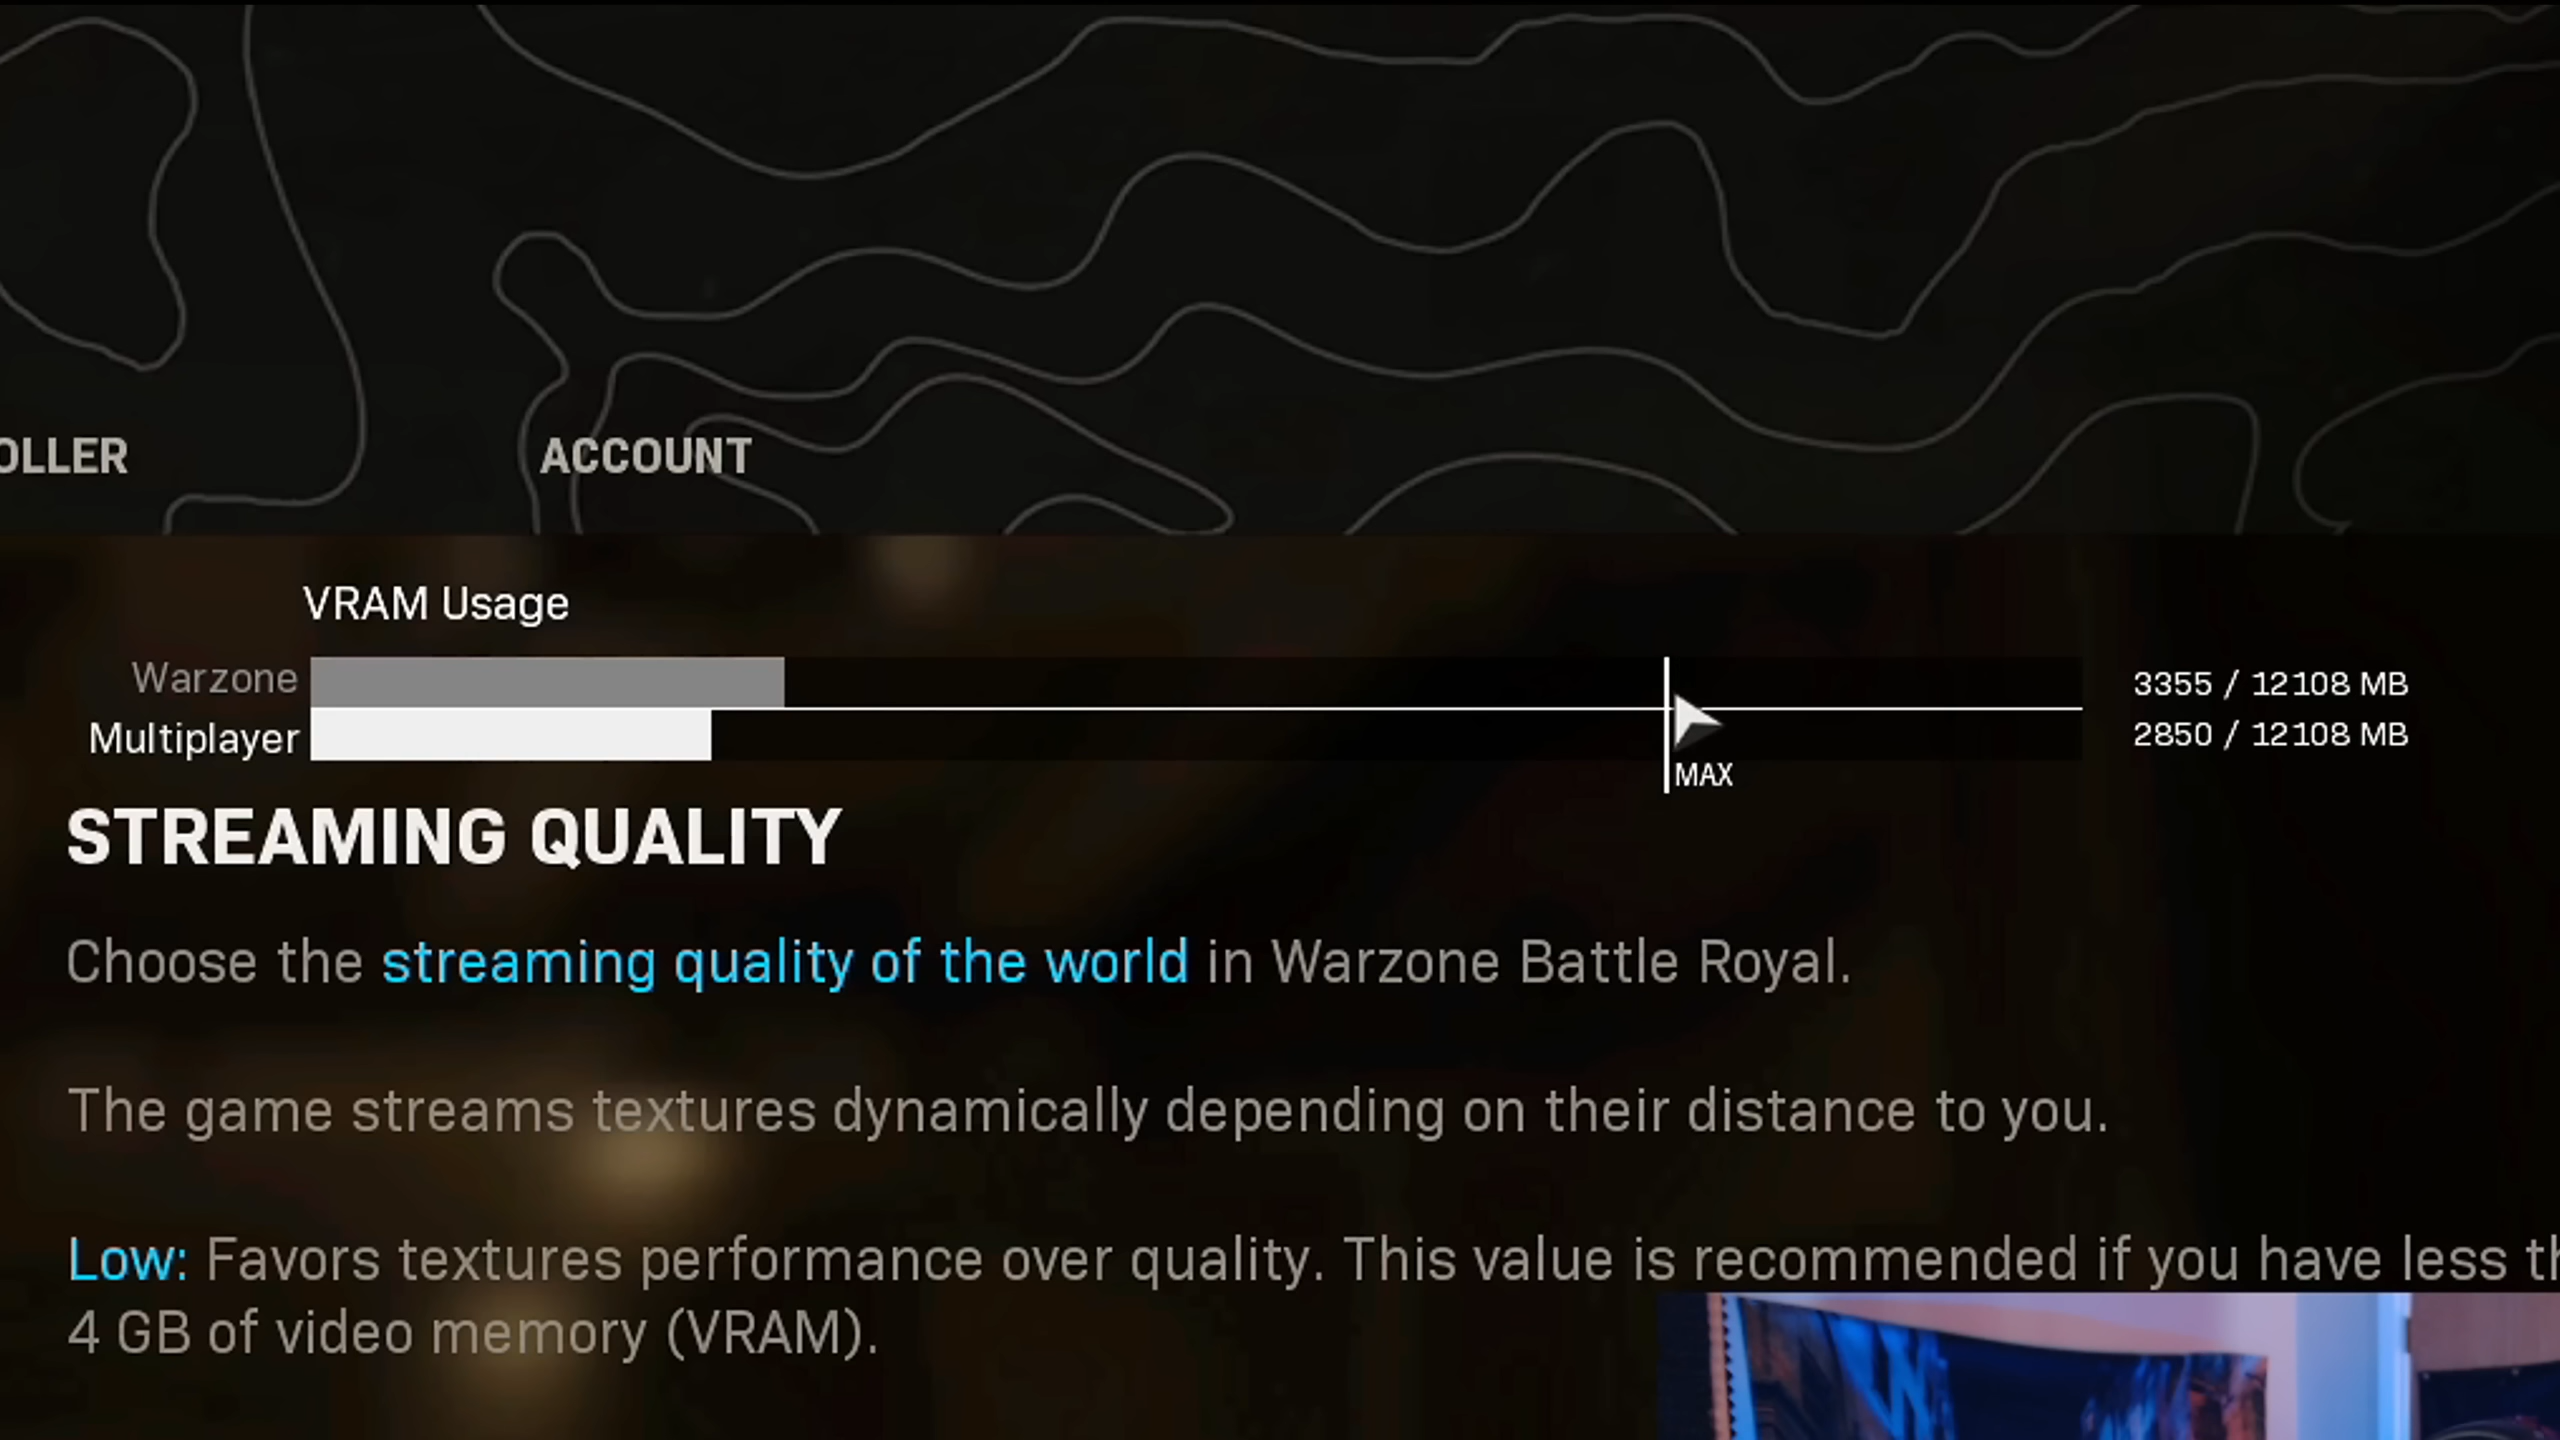 OLLER
ACCOUNT
VRAM Usage
Warzone
3355 / 12108 MB
Multiplayer
2850 / 12108 MB
MAX
STREAMING QUALITY
Choose the streaming quality of the world in Warzone Battle Royal.
The game streams textures dynamically depending on their distance to you.
Low: Favors textures performance over quality. This value is recommended if you have less th
4 GB of video memory (VRAM).